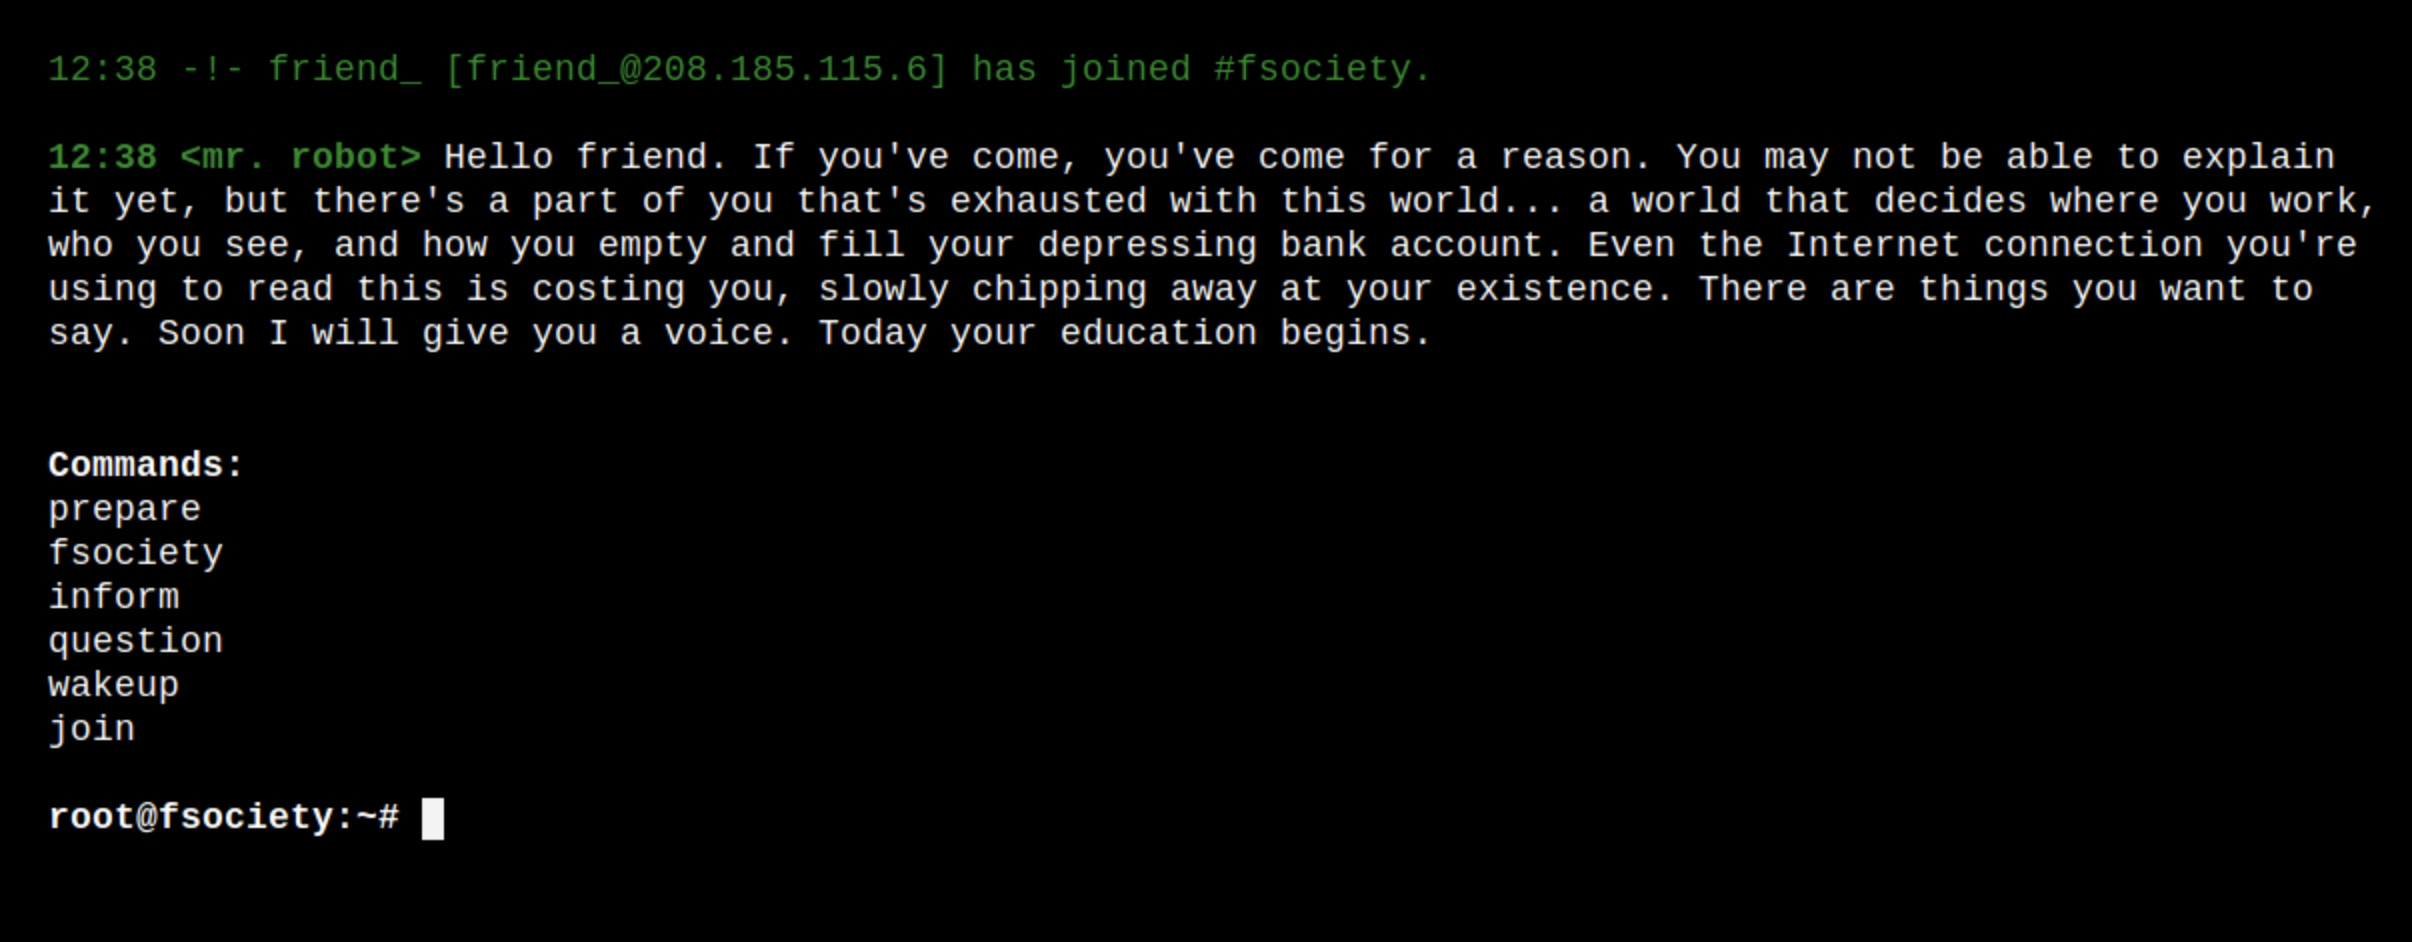 12:38 -!- friend_ [friend_@208.185.115.6] has joined #fsociety.
12:38 <mr. robot> Hello friend. If you've come, you've come for a reason. You may not be able to explain
it yet, but there's a part of you that's exhausted with this world... a world that decides where you work,
who you see, and how you empty and fill your depressing bank account. Even the Internet connection you're
using to read this is costing you, slowly chipping away at your existence. There are things you want to
say. Soon I will give you a voice. Today your education begins.
Commands:
prepare
fsociety
inform
question
wakeup
join
root@fsociety:~#